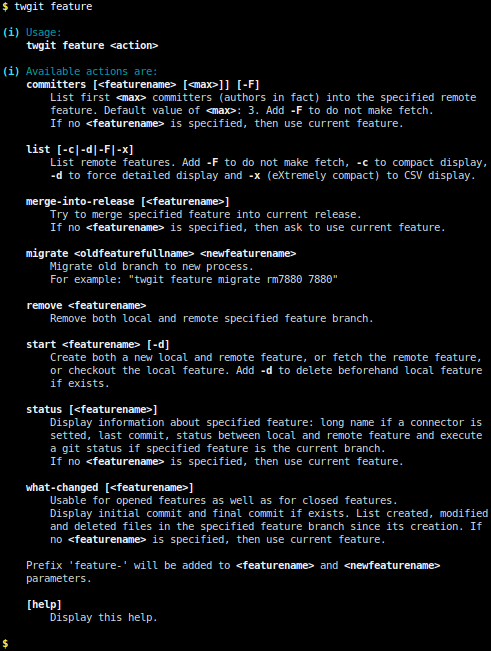 $ twgit feature
(i) Usage:
twgit feature <action>
(i) Available actions are:
committers [<featurename> [<max>]] [-F]
List first <max> committers (authors in fact) into the specified remote
feature. Default value of <max>: 3. Add -F to do not make fetch.
If no <featurename> is specified, then use current feature.
list [-c|-d|-F|-x]
List remote features. Add -F to do not make fetch, -c to compact display,
-d to force detailed display and -x (eXtremely compact) to CSV display.
merge-into-release [<featurename>]
Try to merge specified feature into current release.
If no <featurename> is specified, then ask to use current feature.
migrate <oldfeaturefullname> <newfeaturename>
Migrate old branch to new process.
For example: "twgit feature migrate rm7880 7880"
remove <featurename>
Remove both local and remote specified feature branch.
start <featurename> [-d]
Create both a new local and remote feature, or fetch the remote feature,
or checkout the local feature. Add -d to delete beforehand local feature
if exists.
status [<featurename>]
Display information about specified feature: long name if a connector is
setted, last commit, status between local and remote feature and execute
a git status if specified feature is the current branch.
If no <featurename> is specified, then use current feature.
what-changed [<featurename>]
Usable for opened features as well as for closed features.
Display initial commit and final commit if exists. List created, modified
and deleted files in the specified feature branch since its creation. If
no <featurename> is specified, then use current feature.
Prefix 'feature-' will be added to <featurename> and <newfeaturename>
parameters.
[help]
Display this help.
$